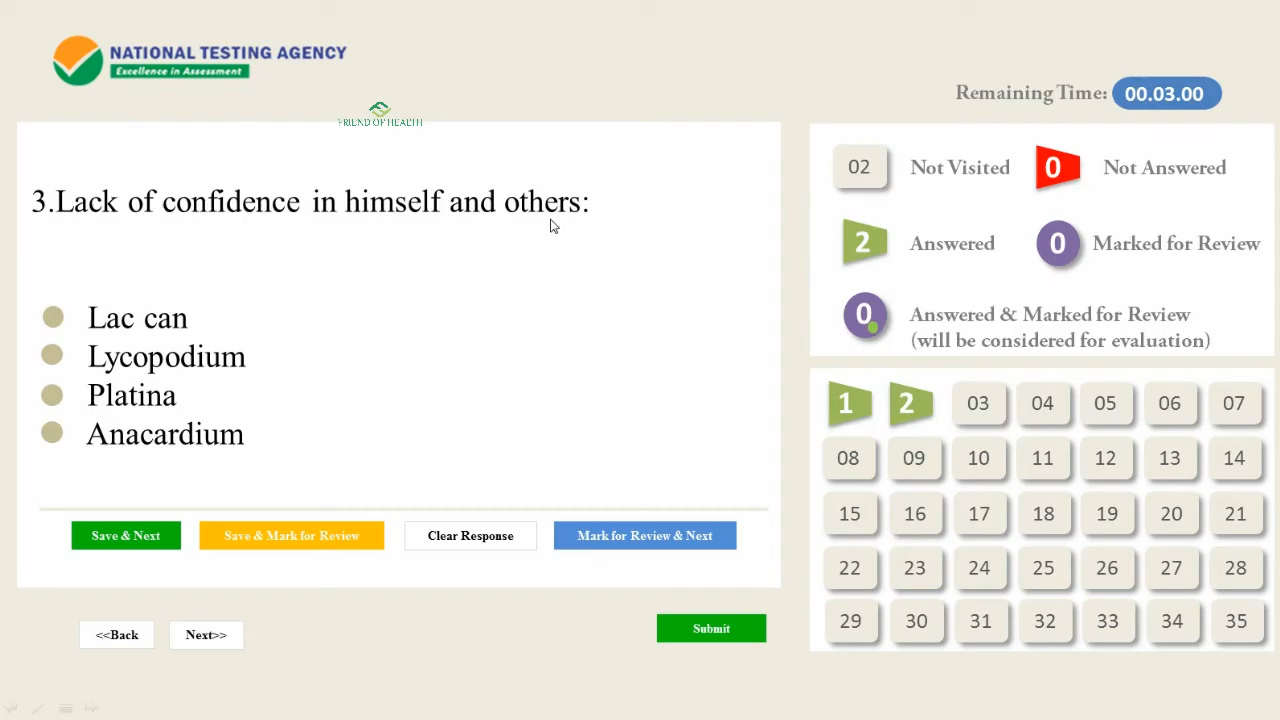 NATIONAL TESTING AGENCY
Excellence in Assessment
Remaining Time: 00.03.00
FRIEND OF HEALTH
3.Lack of confidence in himself and others:
Lac can
Lycopodium
Platina
Anacardium
Save & Next
Save & Mark for Review
Clear Response
Mark for Review & Next
<<Back
Next>>
Submit
02 Not Visited
0 Not Answered
2 Answered
0 Marked for Review
0 Answered & Marked for Review
(will be considered for evaluation)
1 2 03 04 05 06 07
08 09 10 11 12 13 14
15 16 17 18 19 20 21
22 23 24 25 26 27 28
29 30 31 32 33 34 35